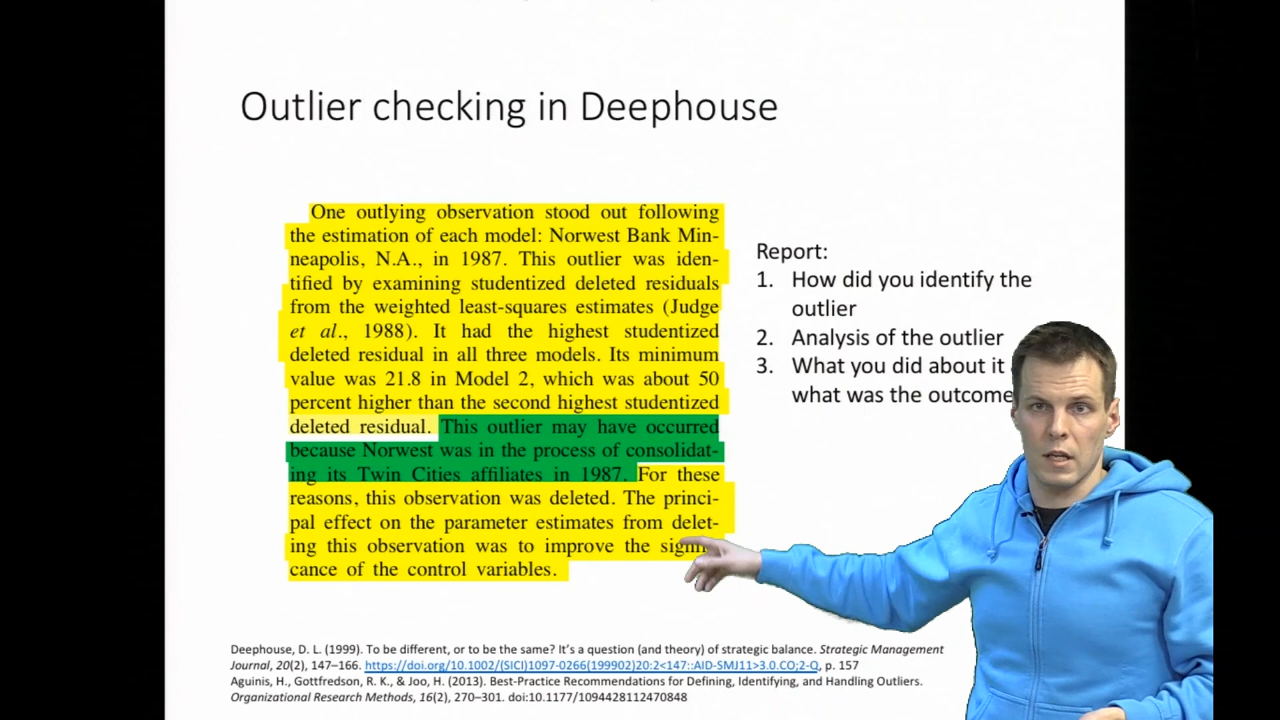 Outlier checking in Deephouse
One outlying observation stood out following
the estimation of each model: Norwest Bank Min-
neapolis, N.A., in 1987. This outlier was iden-
tified by examining studentized deleted residuals
from the weighted least-squares estimates (Judge
et al., 1988). It had the highest studentized
deleted residual in all three models. Its minimum
value was 21.8 in Model 2, which was about 50
percent higher than the second highest studentized
deleted residual. This outlier may have occurred
because Norwest was in the process of consolidat-
ing its Twin Cities affiliates in 1987. For these
reasons, this observation was deleted. The princi-
pal effect on the parameter estimates from delet-
ing this observation was to improve the
cance of the control variables.
Report:
1. How did you identify the
outlier
2. Analysis of the outlier
3. What you did about it
what was the outcome
Deephouse, D. L. (1999). To be different, or to be the same? It's a question (and theory) of strategic balance. Strategic Management
Journal, 20(2), 147–166. https://doi.org/10.1002/(SICI)1097-0266(199902)20:2<147::AID-SMJ11>3.0.CO;2-Q, p. 157
Aguinis, H., Gottfredson, R. K., & Joo, H. (2013). Best-Practice Recommendations for Defining, Identifying, and Handling Outliers.
Organizational Research Methods, 16(2), 270–301. doi:10.1177/1094428112470848